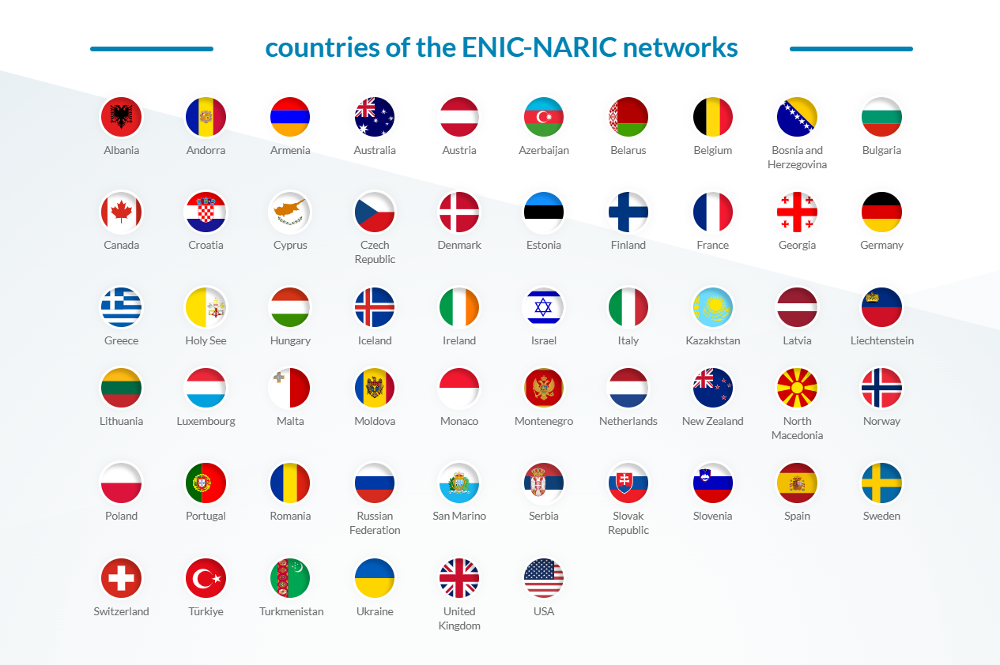 countries of the ENIC-NARIC networks
Albania
Andorra
Armenia
Australia
Austria
Azerbaijan
Belarus
Belgium
Bosnia and
Herzegovina
Bulgaria
Canada
Croatia
Cyprus
Czech
Republic
Denmark
Estonia
Finland
France
Georgia
Germany
Greece
Holy See
Hungary
Iceland
Ireland
Israel
Italy
Kazakhstan
Latvia
Liechtenstein
Lithuania
Luxembourg
Malta
Moldova
Monaco
Montenegro
Netherlands
New Zealand
North
Macedonia
Norway
Poland
Portugal
Romania
Russian
Federation
San Marino
Serbia
Slovak
Republic
Slovenia
Spain
Sweden
Switzerland
Türkiye
Turkmenistan
Ukraine
United
Kingdom
USA